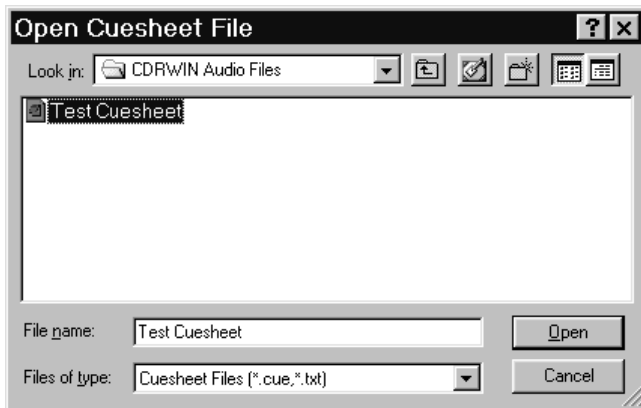 Open Cuesheet File
Look in: CDRWIN Audio Files
Test Cuesheet
File name: Test Cuesheet Open
Files of type: Cuesheet Files (*.cue,*.txt) Cancel